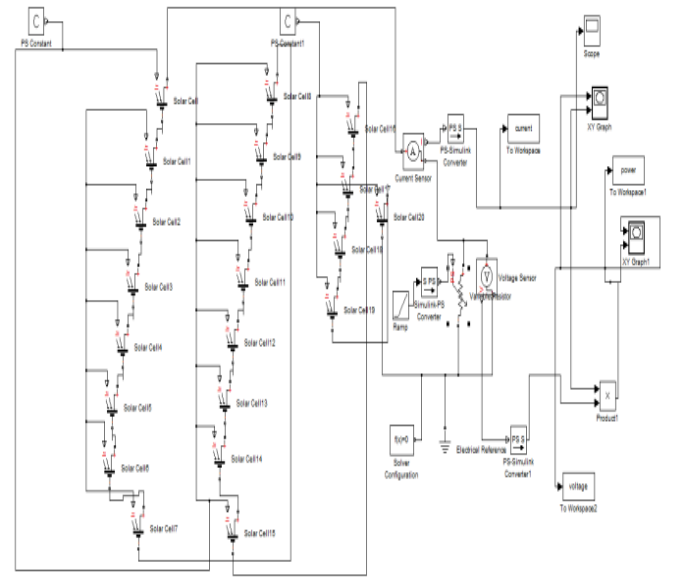 C
PS Constant
C
PS Constant1
Solar Cell
Solar Cell1
Solar Cell2
Solar Cell3
Solar Cell4
Solar Cell5
Solar Cell6
Solar Cell7
Solar Cell8
Solar Cell9
Solar Cell10
Solar Cell11
Solar Cell12
Solar Cell13
Solar Cell14
Solar Cell15
Solar Cell16
Solar Cell17
Solar Cell18
Solar Cell19
Solar Cell20
A
Current Sensor
PS S
PS-Simulink
Converter
current
To Workspace
Scope
XY Graph
power
To Workspace1
XY Graph1
V
Voltage Sensor
Variable Resistor
S PS
Simulink-PS
Converter
Ramp
f(x)=0
Solver
Configuration
Electrical Reference
PS S
PS-Simulink
Converter1
X
Product1
voltage
To Workspace2